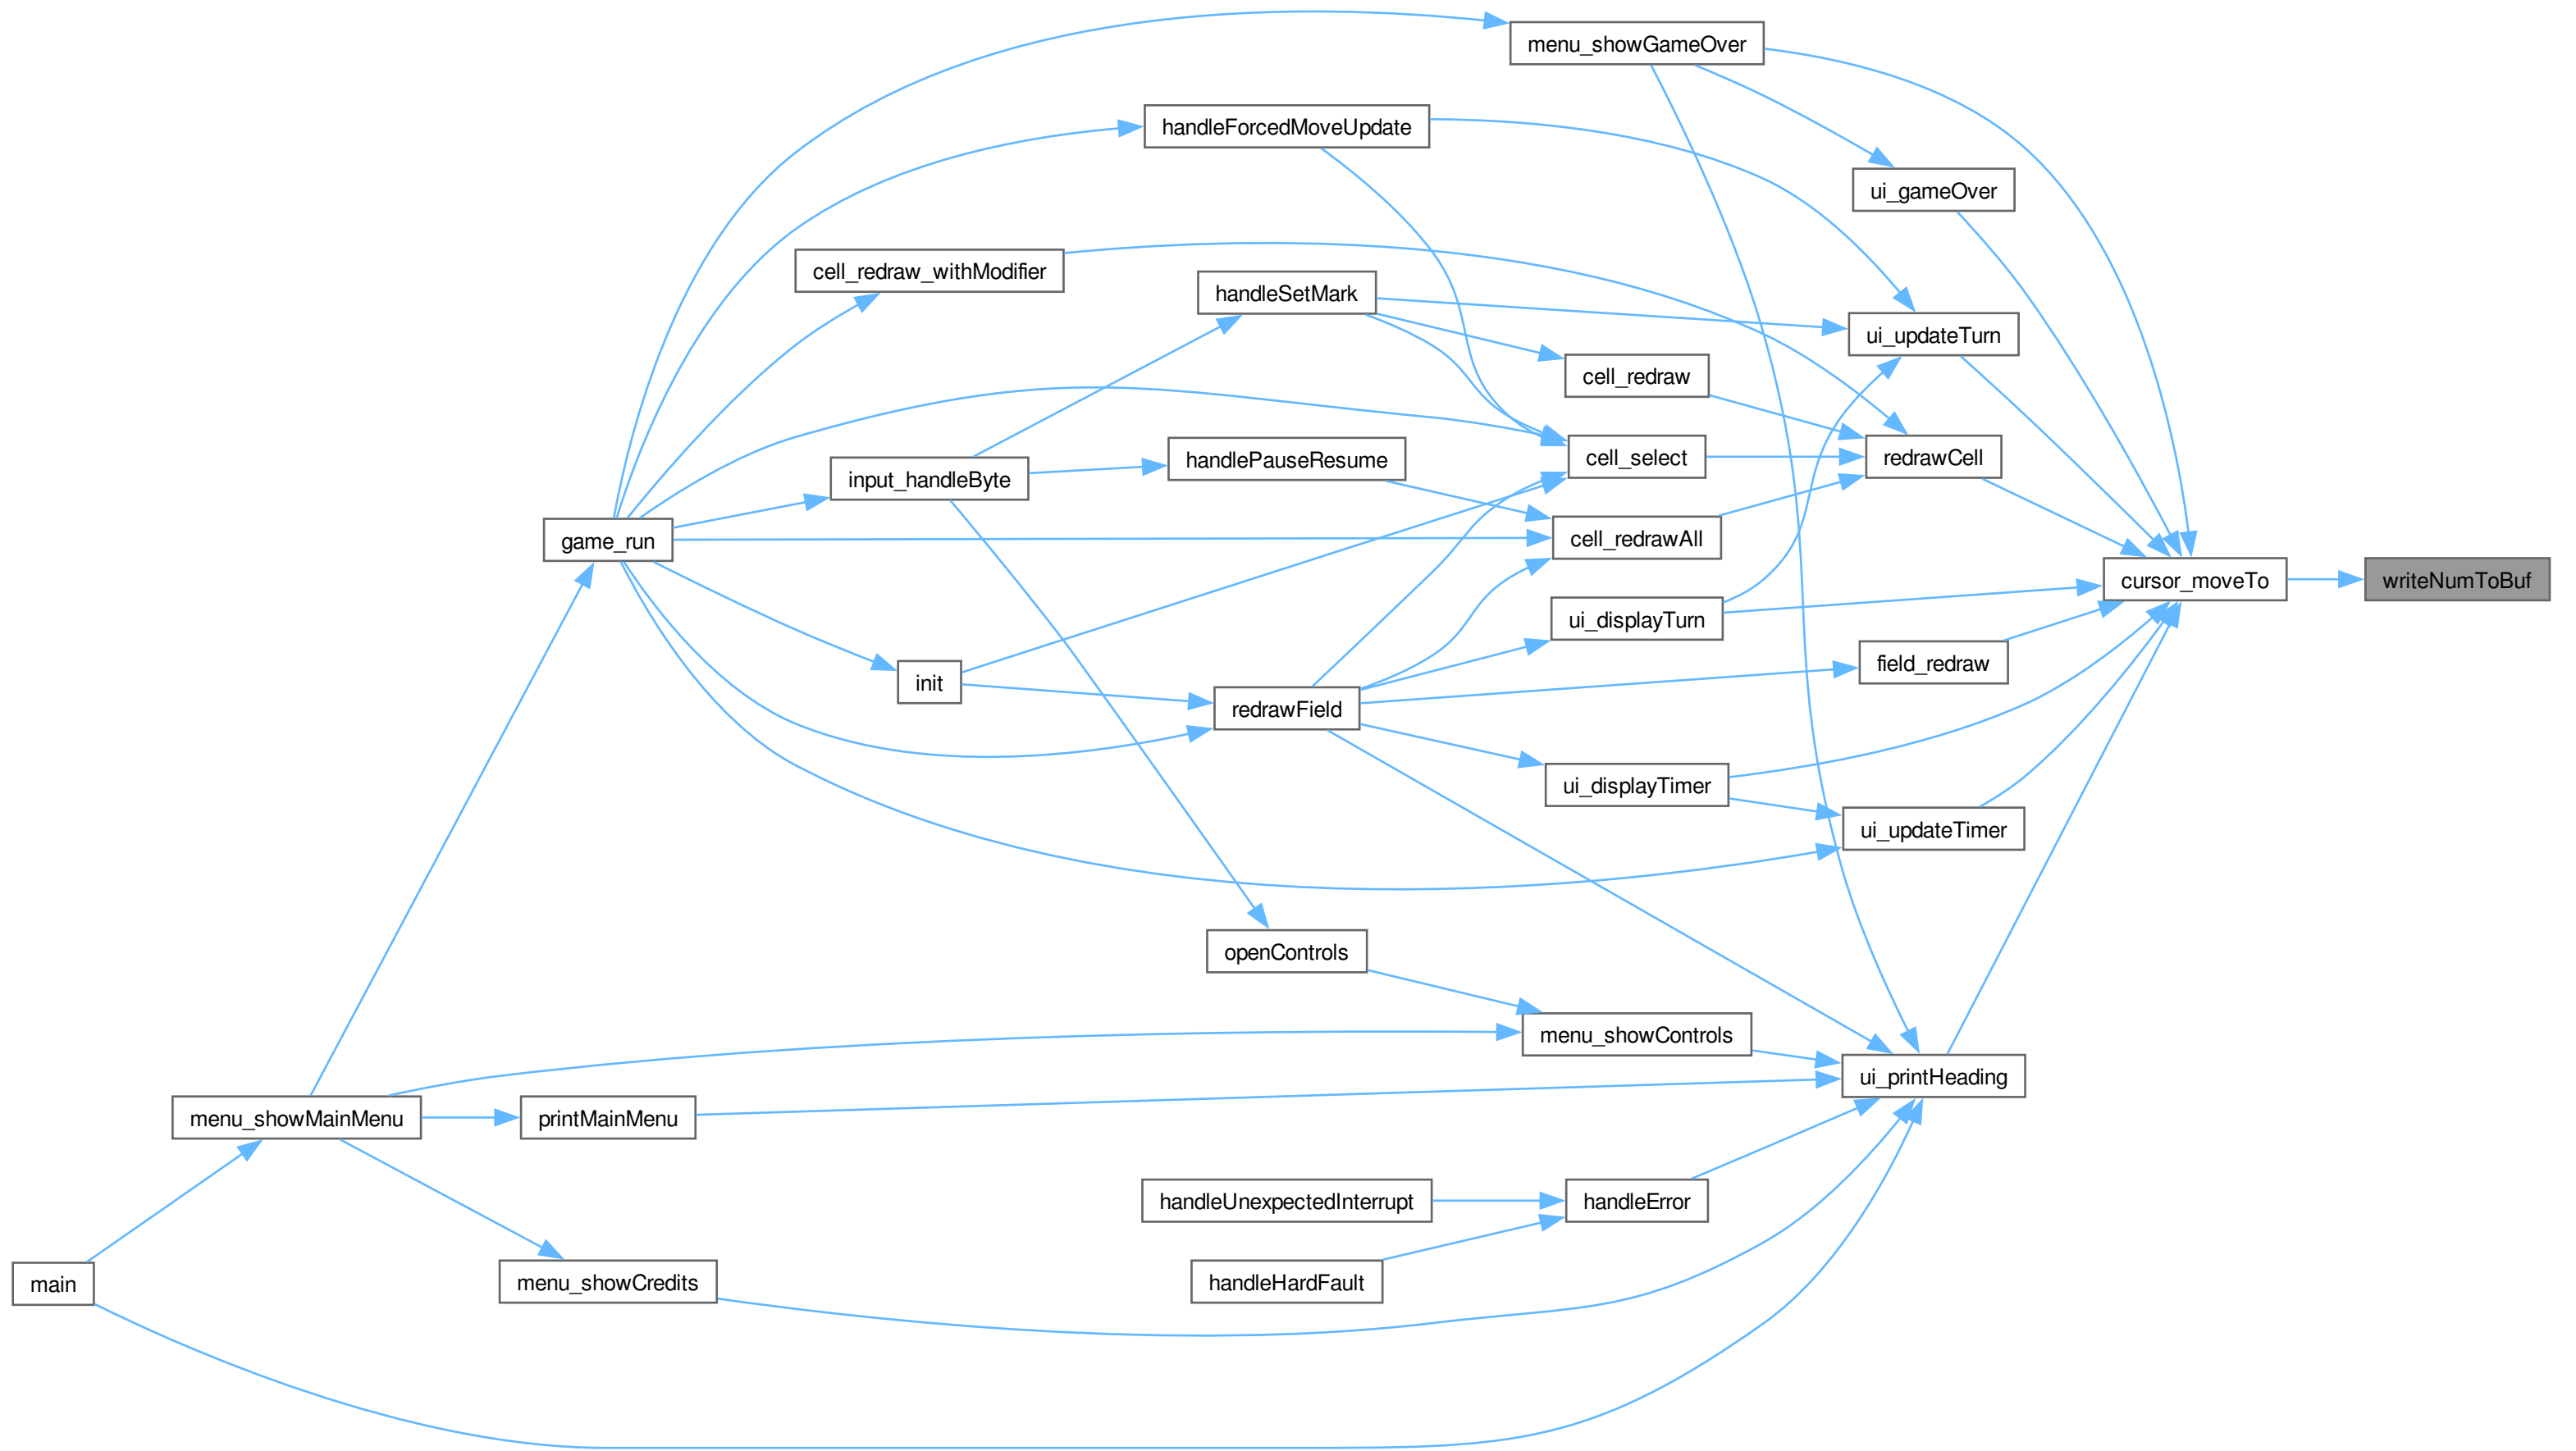 menu_showGameOver
handleForcedMoveUpdate
ui_gameOver
cell_redraw_withModifier
handleSetMark
ui_updateTurn
cell_redraw
cell_select
redrawCell
handlePauseResume
input_handleByte
game_run
cell_redrawAll
cursor_moveTo
writeNumToBuf
ui_displayTurn
field_redraw
init
redrawField
ui_displayTimer
ui_updateTimer
openControls
menu_showControls
ui_printHeading
menu_showMainMenu
printMainMenu
handleUnexpectedInterrupt
handleError
main
menu_showCredits
handleHardFault